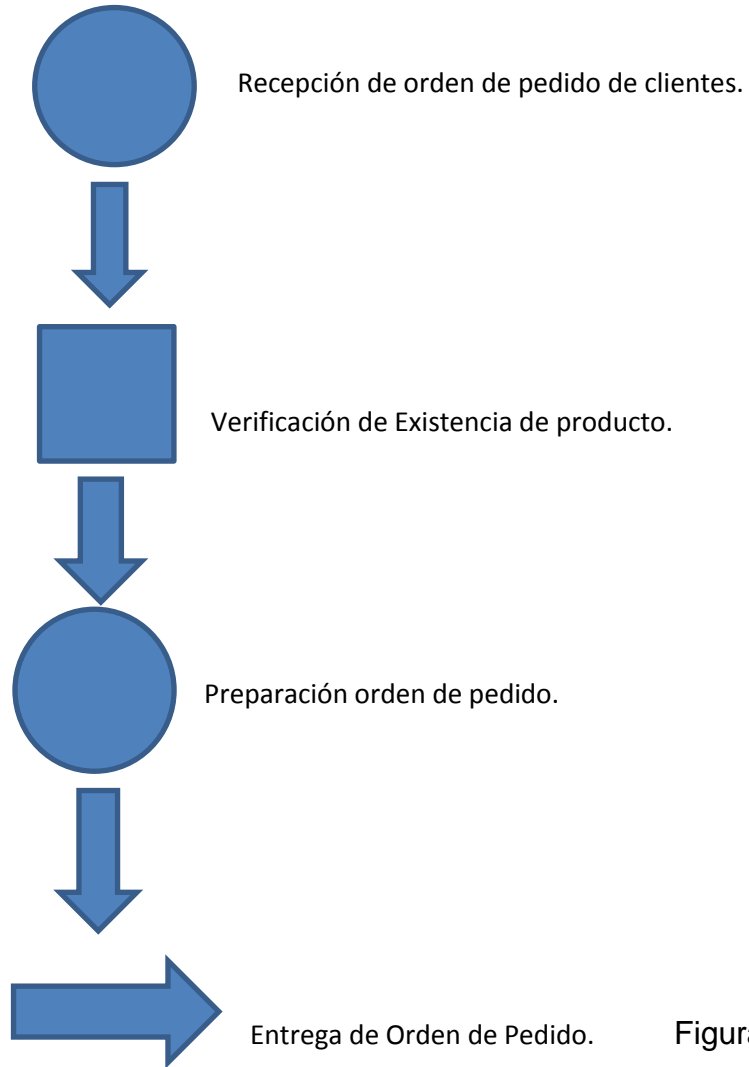 Recepción de orden de pedido de clientes.
Verificación de Existencia de producto.
Preparación orden de pedido.
Entrega de Orden de Pedido. Figura